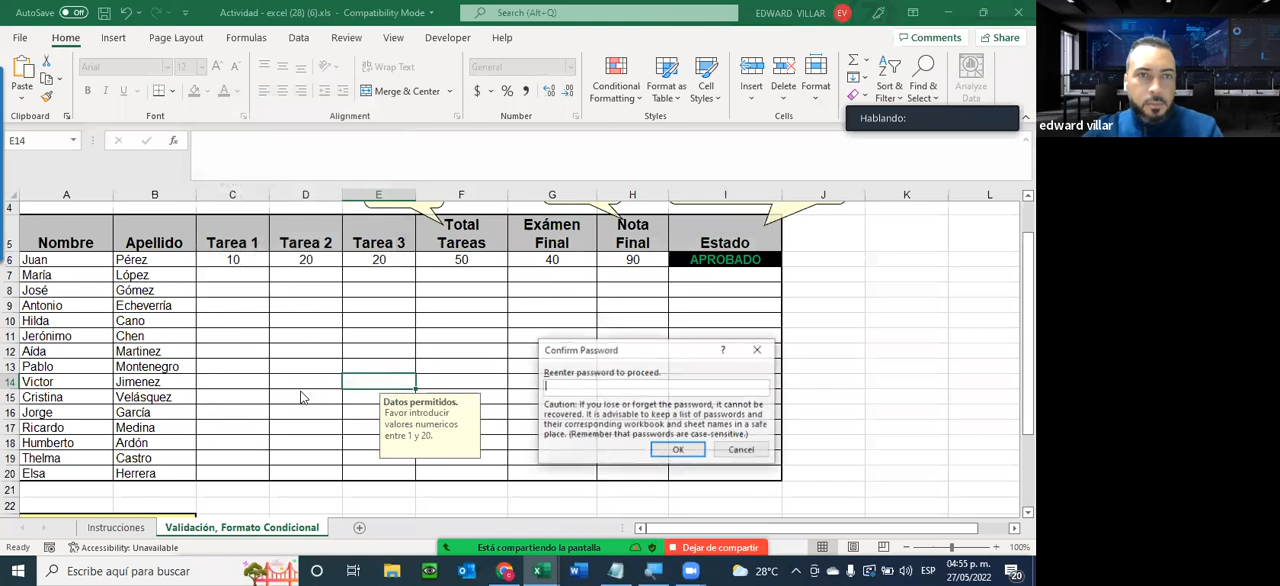 AutoSave Off Actividad - excel (28) (6).xls - Compatibility Mode Search (Alt+Q) EDWARD VILLAR EV
File Home Insert Page Layout Formulas Data Review View Developer Help Comments Share
Paste Arial 12 Wrap Text General Conditional Formatting Format as Table Cell Styles Insert Delete Format Sort & Filter Find & Select Analyze Data
B I U Merge & Center $ %
Clipboard Font Alignment Number Styles Cells
Hablando:
edward villar
E14 fx
A B C D E F G H I J K L
4
5 Nombre Apellido Tarea 1 Tarea 2 Tarea 3 Total Tareas Exámen Final Nota Final Estado
6 Juan Pérez 10 20 20 50 40 90 APROBADO
7 María López
8 José Gómez
9 Antonio Echeverría
10 Hilda Cano
11 Jerónimo Chen
12 Aída Martinez
13 Pablo Montenegro
14 Victor Jimenez
15 Cristina Velásquez
16 Jorge García
17 Ricardo Medina
18 Humberto Ardón
19 Thelma Castro
20 Elsa Herrera
21
22
Datos permitidos.
Favor introducir
valores numericos
entre 1 y 20.
Confirm Password ?
Reenter password to proceed.
Caution: If you lose or forget the password, it cannot be
recovered. It is advisable to keep a list of passwords and
their corresponding workbook and sheet names in a safe
place. (Remember that passwords are case-sensitive.)
OK Cancel
Instrucciones Validación, Formato Condicional
Ready Accessibility: Unavailable Está compartiendo la pantalla Dejar de compartir 100%
Escribe aquí para buscar 28°C ESP 04:55 p. m. 27/05/2022 20